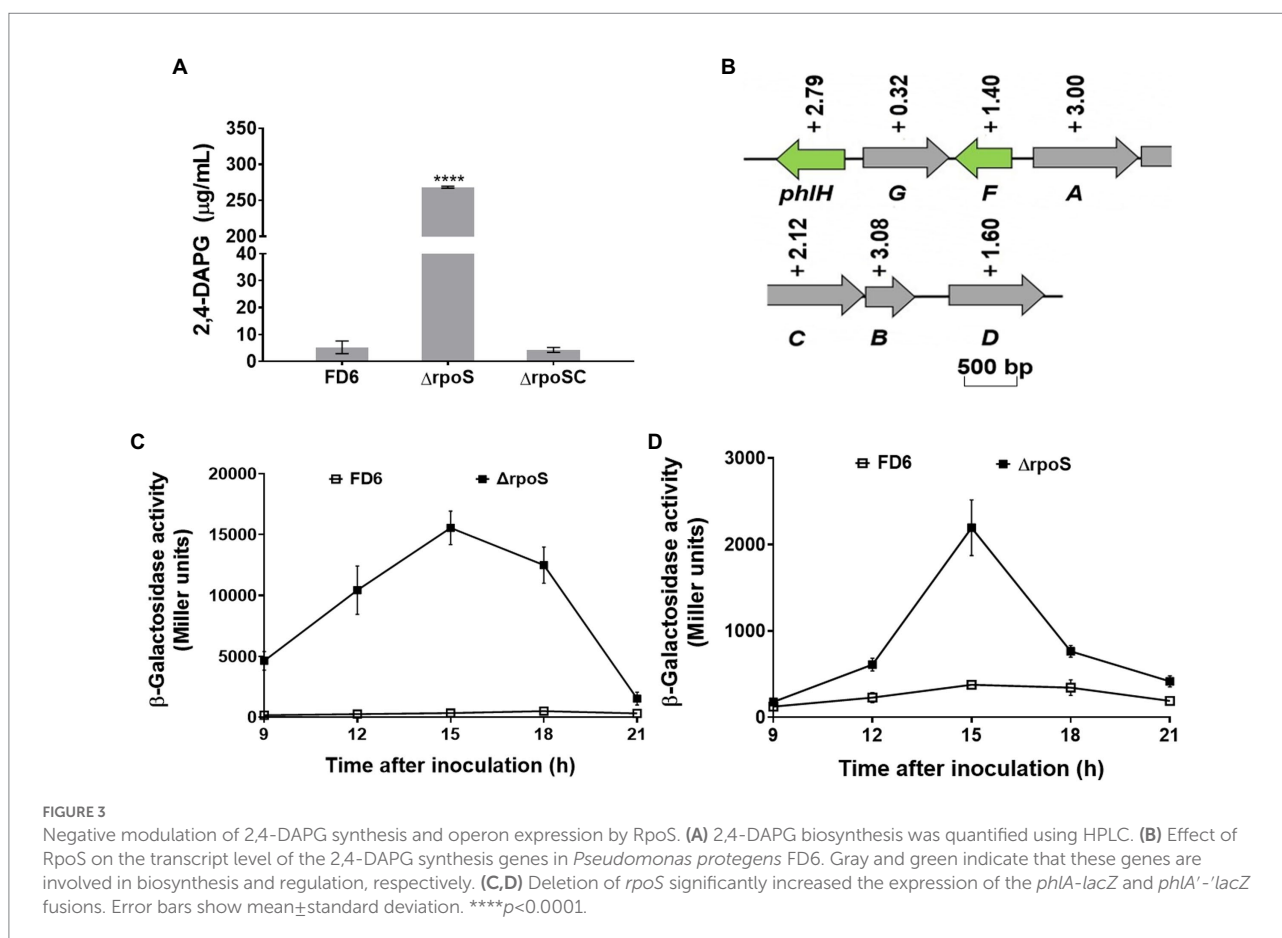 A
2,4-DAPG (µg/mL)
350
300
250
200
40
30
20
10
0
****
FD6
ΔrpoS
ΔrpoSC
B
+ 2.79
+ 0.32
+ 1.40
+ 3.00
phlH
G
F
A
+ 2.12
+ 3.08
+ 1.60
C
B
D
500 bp
C
FD6
ΔrpoS
β-Galactosidase activity
(Miller units)
20000
15000
10000
5000
0
9
12
15
18
21
Time after inoculation (h)
D
FD6
ΔrpoS
β-Galactosidase activity
(Miller units)
3000
2000
1000
0
9
12
15
18
21
Time after inoculation (h)
FIGURE 3
Negative modulation of 2,4-DAPG synthesis and operon expression by RpoS. (A) 2,4-DAPG biosynthesis was quantified using HPLC. (B) Effect of
RpoS on the transcript level of the 2,4-DAPG synthesis genes in Pseudomonas protegens FD6. Gray and green indicate that these genes are
involved in biosynthesis and regulation, respectively. (C,D) Deletion of rpoS significantly increased the expression of the phlA-lacZ and phlA′-′lacZ
fusions. Error bars show mean±standard deviation. ****p<0.0001.